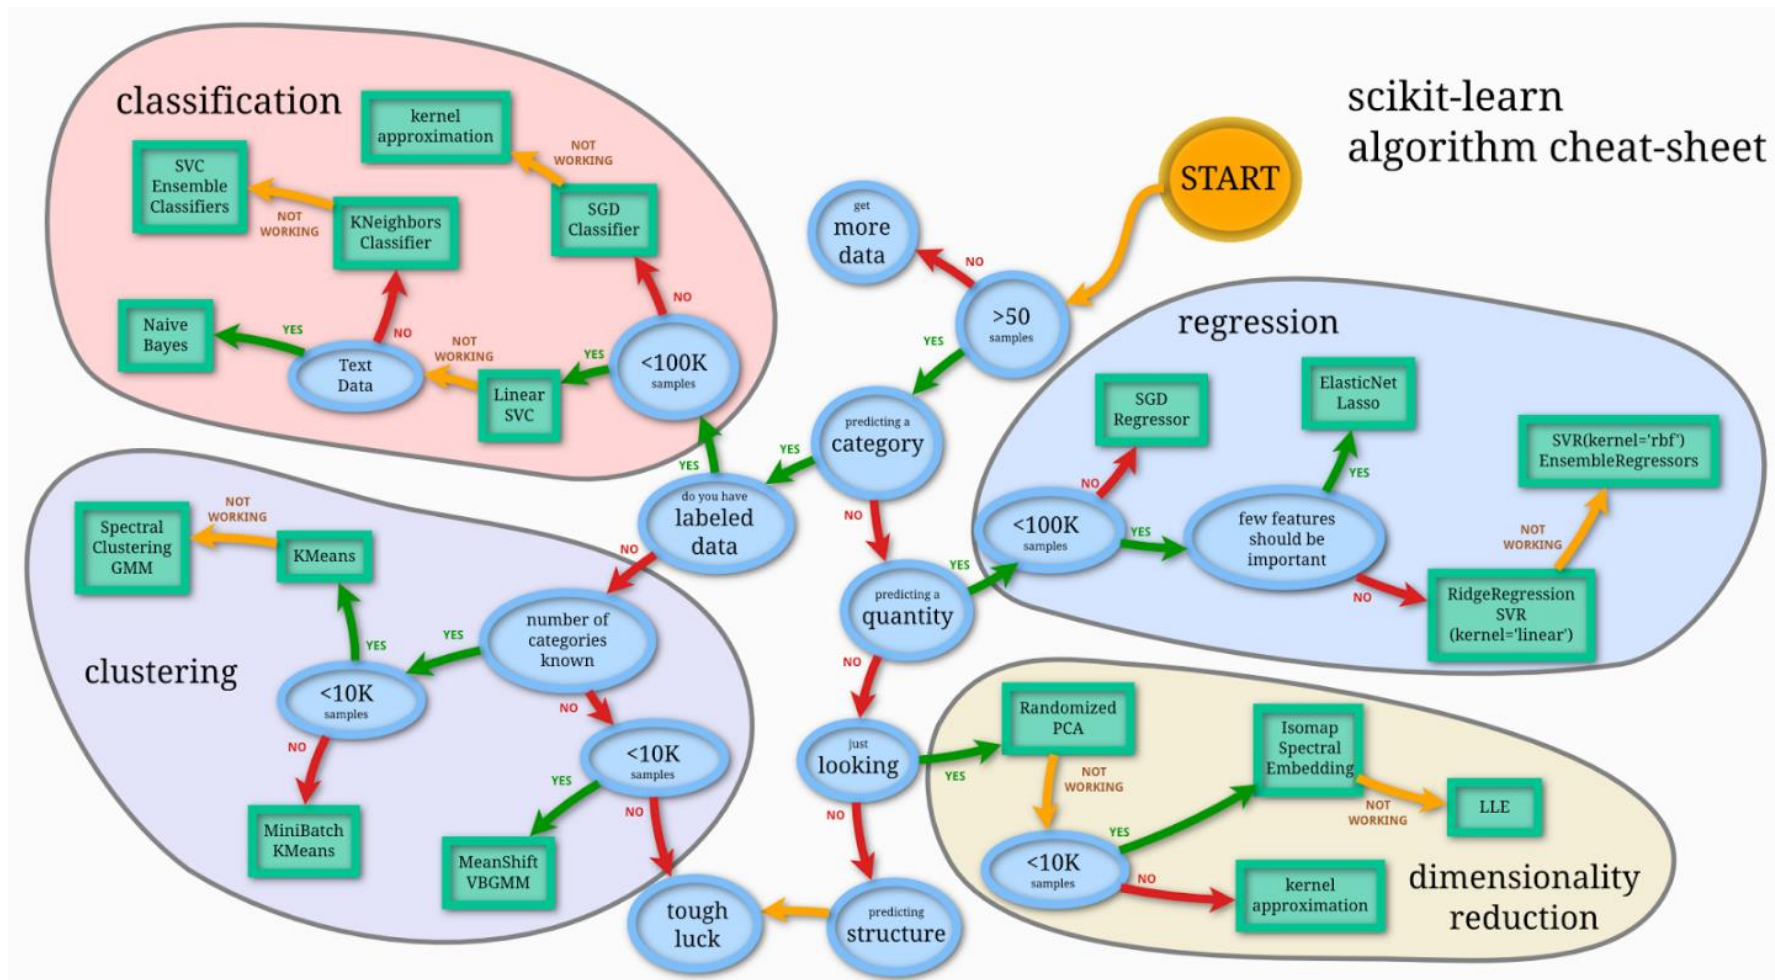 scikit-learn
algorithm cheat-sheet
START
classification
kernel
approximation
NOT
WORKING
SVC
Ensemble
Classifiers
NOT
WORKING
KNeighbors
Classifier
SGD
Classifier
NO
Naive
Bayes
YES
Text
Data
NO
NOT
WORKING
Linear
SVC
YES
<100K
samples
YES
get
more
data
NO
>50
samples
YES
predicting a
category
YES
NO
do you have
labeled
data
NO
predicting a
quantity
YES
NO
just
looking
YES
NO
predicting
structure
tough
luck
regression
SGD
Regressor
NO
<100K
samples
YES
ElasticNet
Lasso
YES
few features
should be
important
NO
SVR(kernel='rbf')
EnsembleRegressors
NOT
WORKING
RidgeRegression
SVR
(kernel='linear')
clustering
Spectral
Clustering
GMM
NOT
WORKING
KMeans
YES
<10K
samples
NO
MiniBatch
KMeans
number of
categories
known
YES
NO
<10K
samples
YES
NO
MeanShift
VBGMM
dimensionality
reduction
Randomized
PCA
NOT
WORKING
<10K
samples
YES
NO
Isomap
Spectral
Embedding
NOT
WORKING
LLE
kernel
approximation